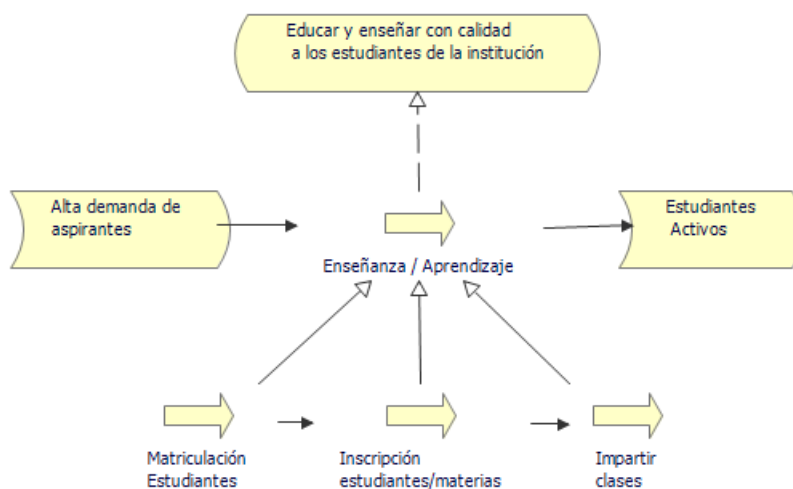 Educar y enseñar con calidad
a los estudiantes de la institución
Alta demanda de
aspirantes
Estudiantes
Activos
Enseñanza / Aprendizaje
Matriculación
Estudiantes
Inscripción
estudiantes/materias
Impartir
clases